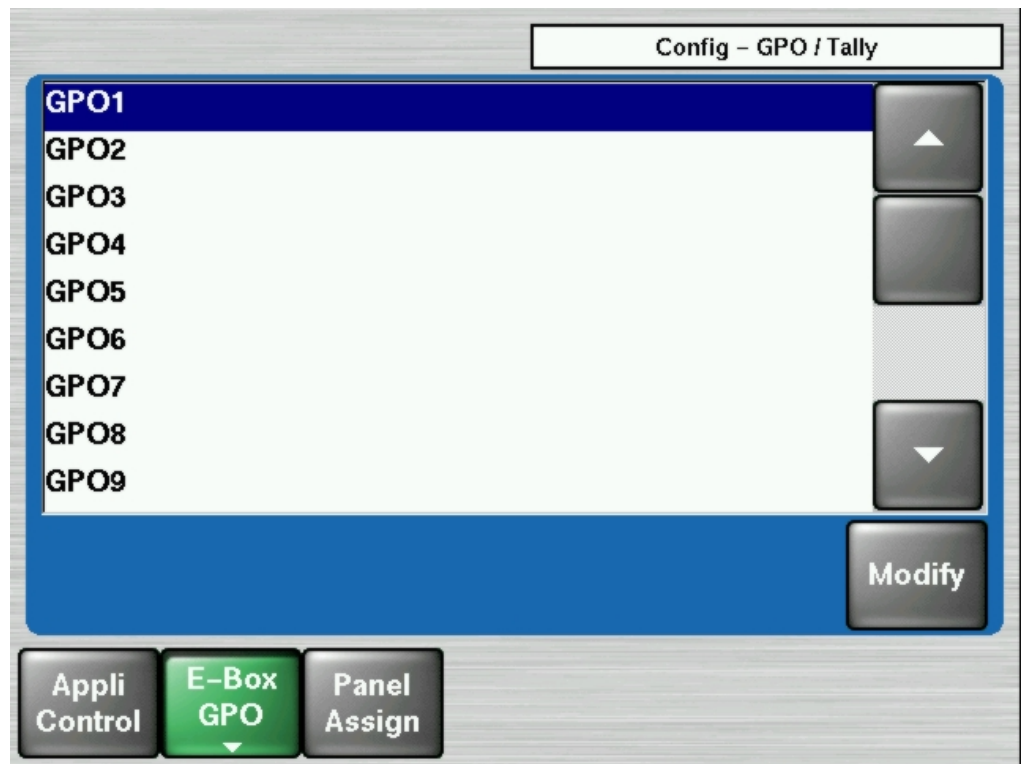 Config – GPO / Tally
GPO1
GPO2
GPO3
GPO4
GPO5
GPO6
GPO7
GPO8
GPO9
Modify
Appli
Control
E–Box
GPO
Panel
Assign